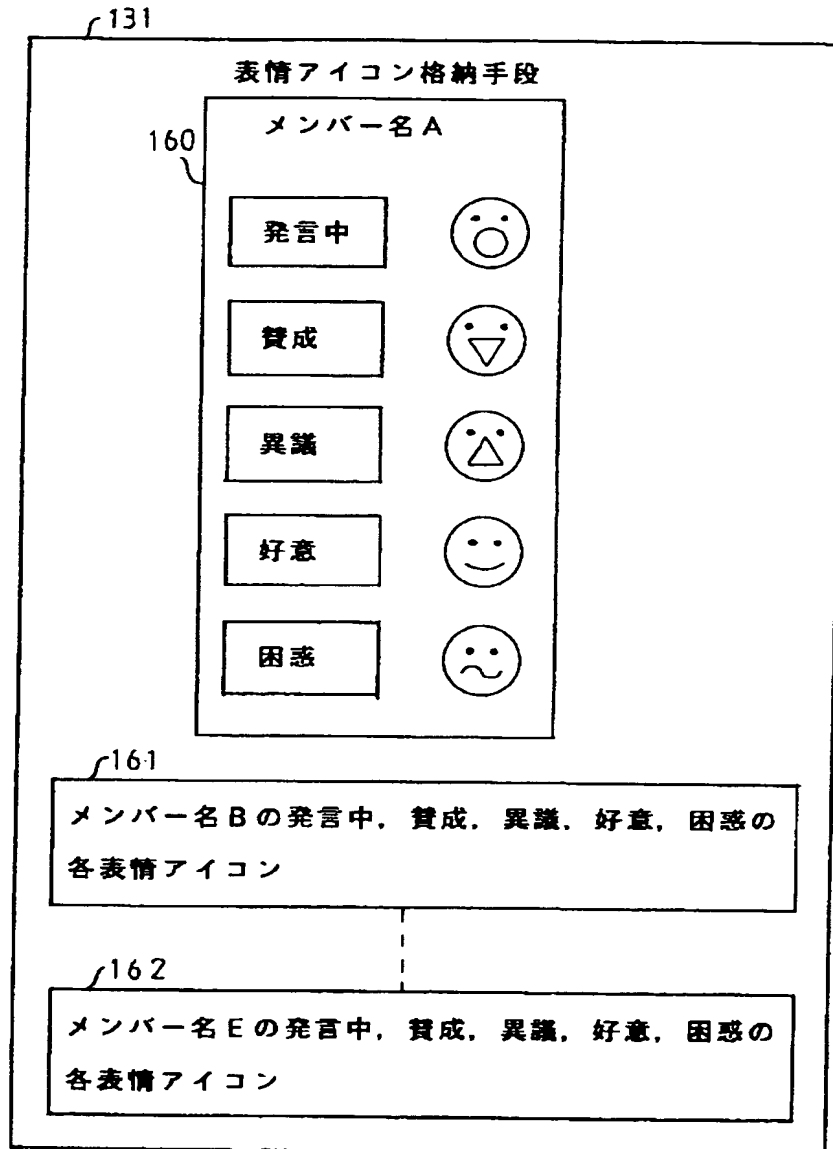 131
表情アイコン格納手段
160
メンバー名A
発言中
賛成
異議
好意
困惑
161
メンバー名Bの発言中,賛成,異議,好意,困惑の
各表情アイコン
162
メンバー名Eの発言中,賛成,異議,好意,困惑の
各表情アイコン